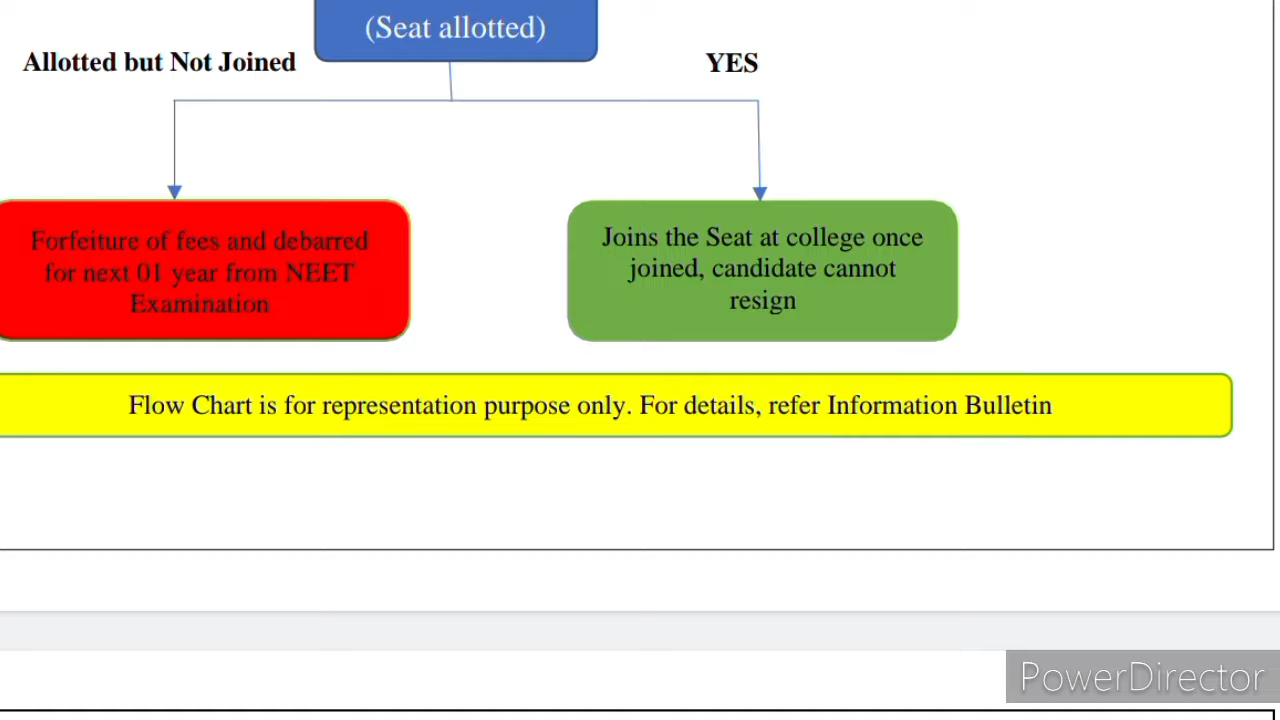 (Seat allotted)
Allotted but Not Joined
YES
Forfeiture of fees and debarred
for next 01 year from NEET
Examination
Joins the Seat at college once
joined, candidate cannot
resign
Flow Chart is for representation purpose only. For details, refer Information Bulletin
PowerDirector